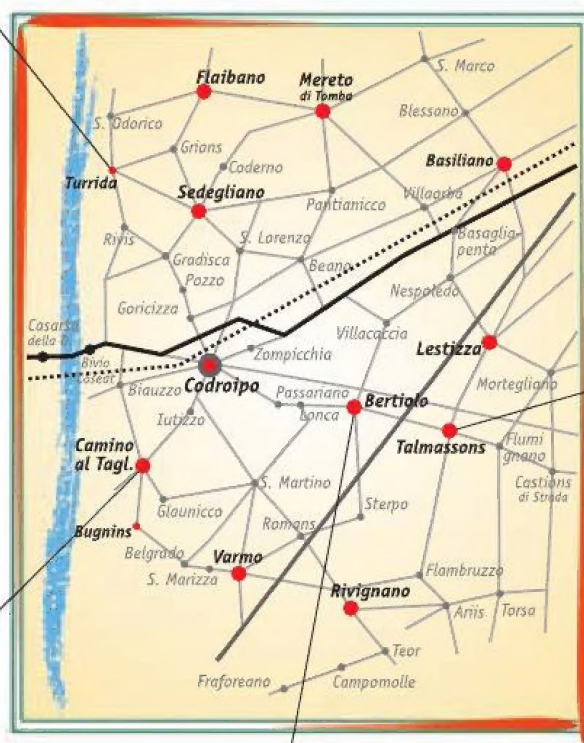 S. Marco
Flaibano
Mereto
di Tomba
Blessano
S. Odorico
Grions
Coderno
Basiliano
Turrida
Sedegliano
Pantianicco
Villaorba
Rivis
S. Lorenzo
Basaglia-
penta
Gradisca
Beano
Pozzo
Nespoledo
Goricizza
Casarsa
della D.
Villacaccia
Zompicchia
Lestizza
Bivio
Coseat
Codroipo
Mortegliano
Biauzzo
Passariano
Bertiolo
Iutizzo
Lonca
Talmassons
Flumi
gnano
Camino
al Tagl.
S. Martino
Castions
di Strada
Glaunicco
Sterpo
Bugnins
Romans
Belgrado
Varmo
S. Marizza
Flambruzzo
Rivignano
Ariis
Torsa
Teor
Fraforeano
Campomolle